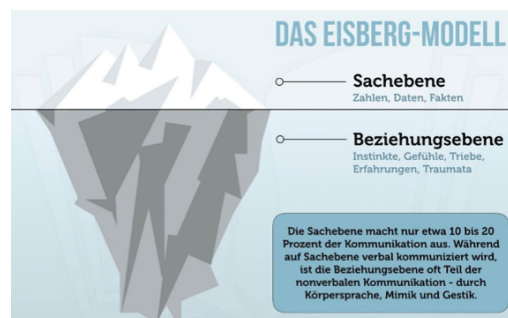 DAS EISBERG-MODELL
Sachebene
Zahlen, Daten, Fakten
Beziehungsebene
Instinkte, Gefühle, Triebe,
Erfahrungen, Traumata
Die Sachebene macht nur etwa 10 bis 20
Prozent der Kommunikation aus. Während
auf Sachebene verbal kommuniziert wird,
ist die Beziehungsebene oft Teil der
nonverbalen Kommunikation - durch
Körpersprache, Mimik und Gestik.